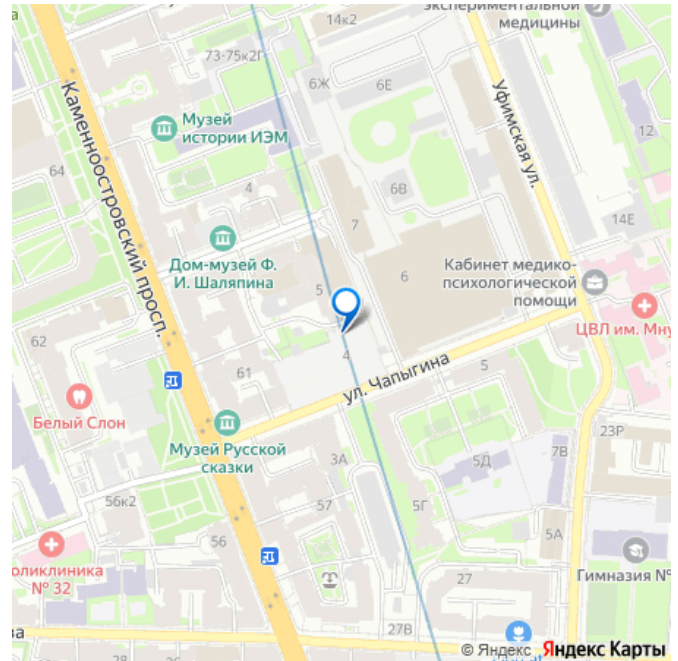 экспериментальной
медицины
14к2
73-75к2Г
6Ж
6Е
Музей
истории ИЭМ
Уфимская ул.
12
Каменноостровский просп.
64
4
6В
14Е
7
Дом-музей Ф.
И. Шаляпина
5
6
Кабинет медико-
психологической
помощи
ЦВЛ им. Мну
62
61
4
ул. Чапыгина
5
Белый Слон
Музей Русской
сказки
23Р
3А
5Д
7В
56к2
57
5Г
5А
56
оликлиника
№ 32
27
Гимназия №
27В
ва
© Яндекс Яндекс Карты